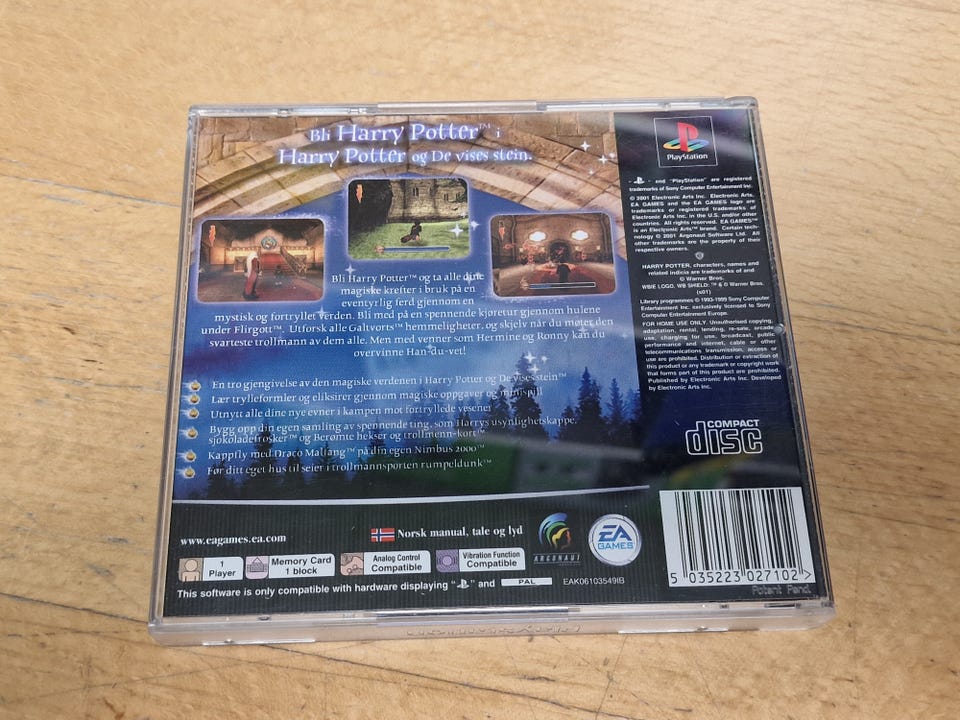 Bli Harry Potter™ i
Harry Potter og De vises stein.
Bli Harry Potter™ og ta alle dine
magiske krefter i bruk på en
eventyrlig ferd gjennom en
mystisk og fortryllet verden. Bli med på en spennende kjøretur gjennom hulene
under Flirgott™. Utforsk alle Galtvorts™ hemmeligheter, og skjelv når du møter den
svarteste trollmann av dem alle. Men med venner som Hermine og Ronny kan du
overvinne Han-du-vet!
En tro gjengivelse av den magiske verdenen i Harry Potter og De vises stein™
Lær trylleformler og eliksirer gjennom magiske oppgaver og minispill
Utnytt alle dine nye evner i kampen mot fortryllede vesener
Bygg opp din egen samling av spennende ting, som Harrys usynlighetskappe,
sjokoladefrosker™ og Berømte hekser og trollmenn-kort™
Kappfly med Draco Malfang™ på din egen Nimbus 2000™
Før ditt eget hus til seier i trollmannsporten rumpeldunk™
PlayStation
"PS" and "PlayStation" are registered
trademarks of Sony Computer Entertainment Inc.
© 2001 Electronic Arts Inc. Electronic Arts,
EA GAMES and the EA GAMES logo are
trademarks or registered trademarks of
Electronic Arts Inc. in the U.S. and/or other
countries. All rights reserved. EA GAMES™
is an Electronic Arts™ brand. Certain tech-
nology © 2001 Argonaut Software Ltd. All
other trademarks are the property of their
respective owners.
HARRY POTTER, characters, names and
related indicia are trademarks of and
© Warner Bros.
WBIE LOGO, WB SHIELD: ™ & © Warner Bros.
(s01)
Library programmes © 1993-1999 Sony Computer
Entertainment Inc. exclusively licensed to Sony
Computer Entertainment Europe.
FOR HOME USE ONLY. Unauthorised copying,
adaptation, rental, lending, re-sale, arcade
use, charging for use, broadcast, public
performance and internet, cable or other
telecommunications transmission, access or
use are prohibited. Distribution or extraction of
this product or any trademark or copyright work
that forms part of this product are prohibited.
Published by Electronic Arts Inc. Developed
by Electronic Arts Inc.
COMPACT
disc
www.eagames.ea.com
Norsk manual, tale og lyd
ARGONAUT
EA
GAMES™
1
Player
Memory Card
1 block
Analog Control
Compatible
Vibration Function
Compatible
This software is only compatible with hardware displaying "PS" and PAL
EAK06103549IB
5 035223 027102 >
Patent Pend.
PlayStation